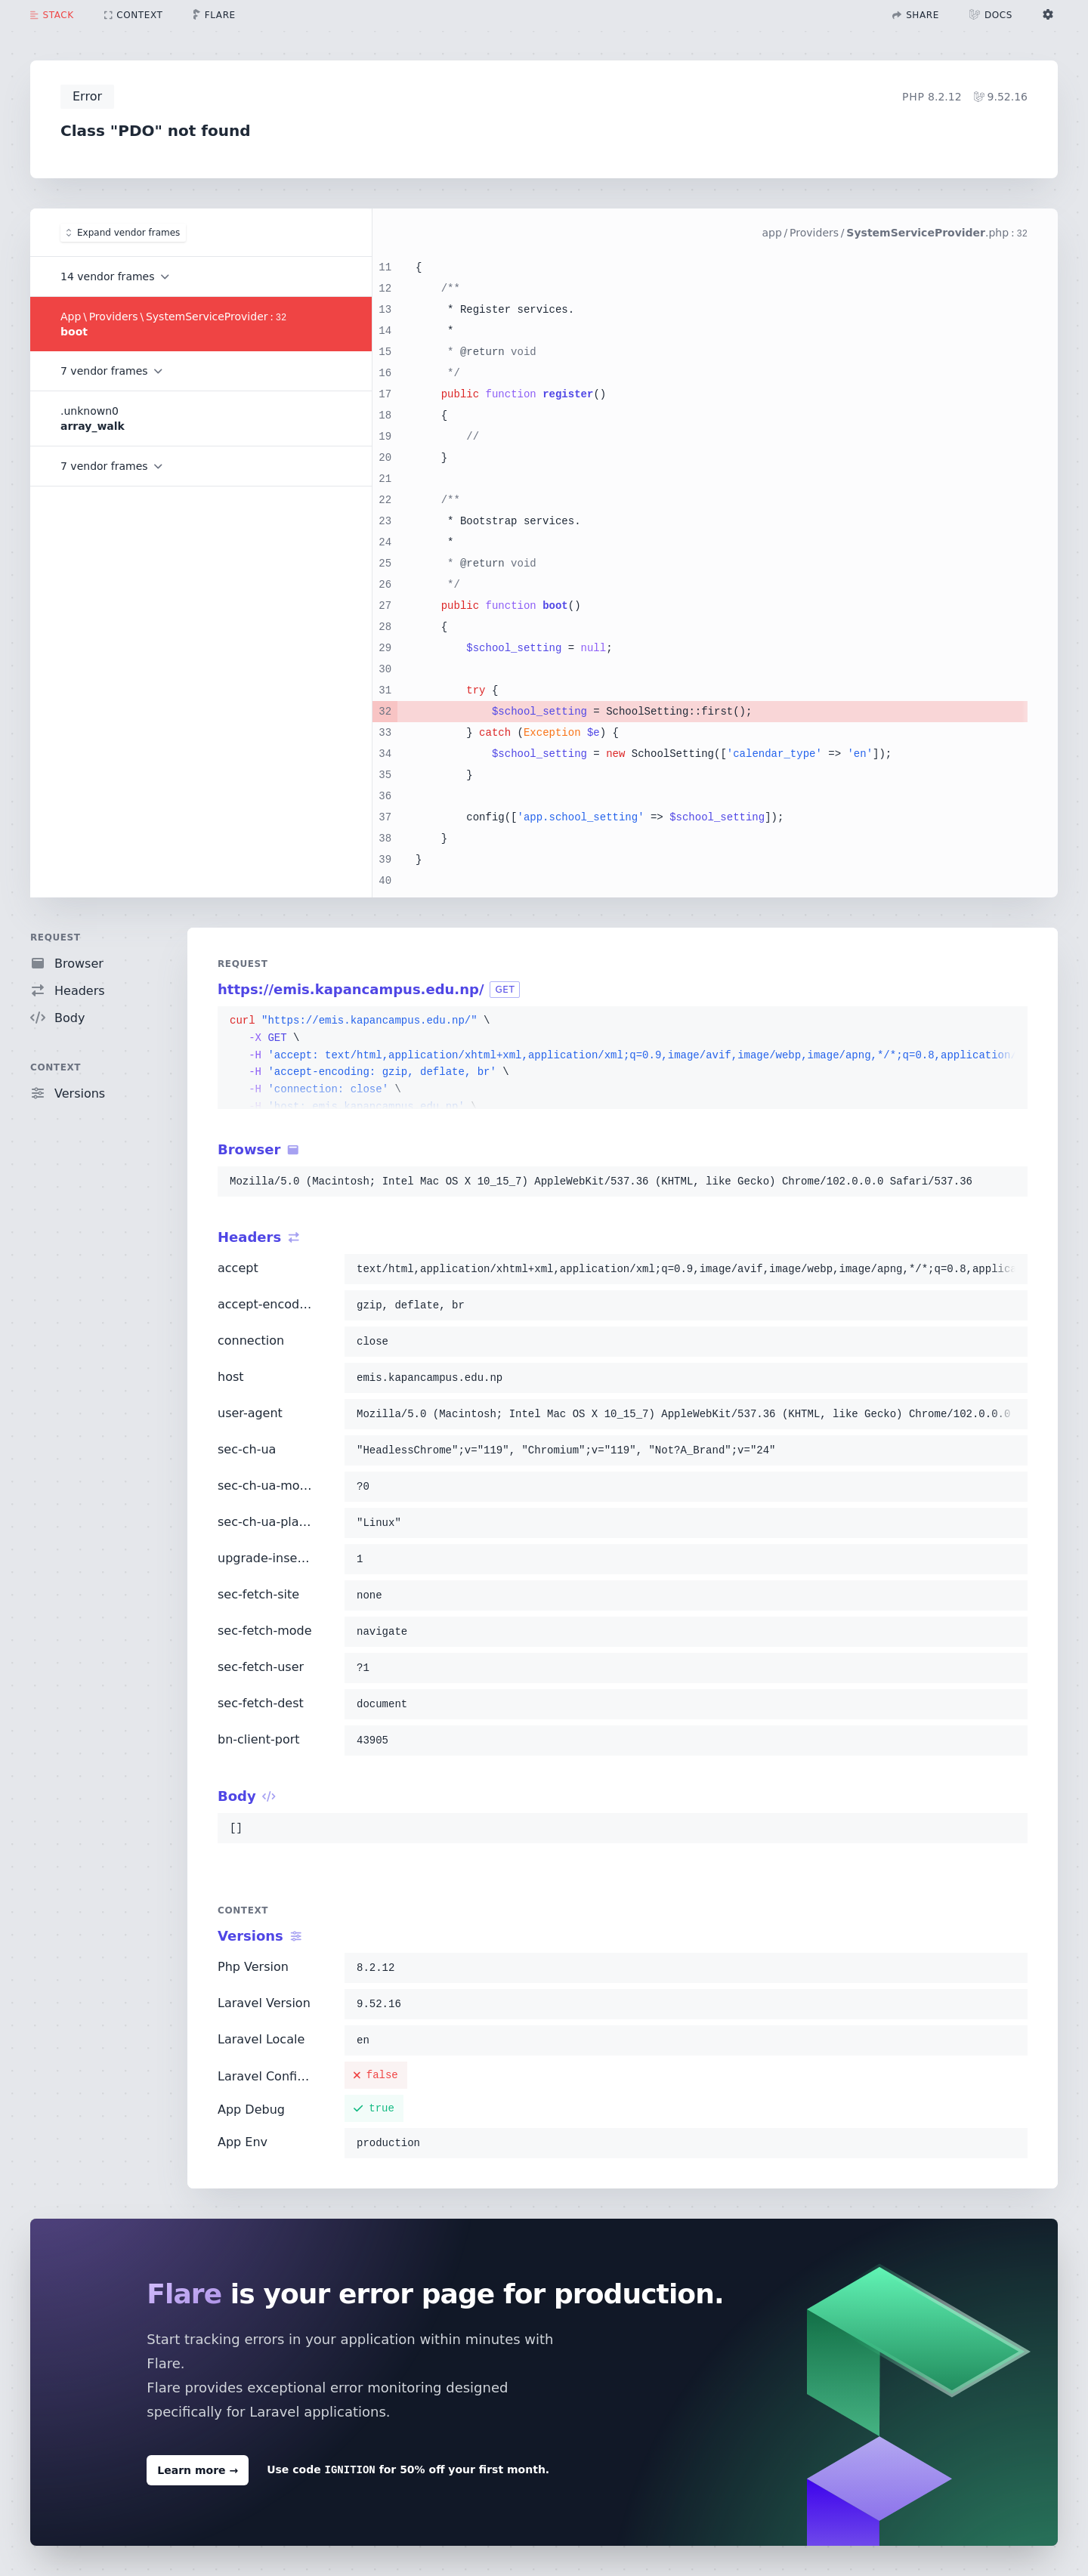 STACK CONTEXT FLARE SHARE DOCS
Error PHP 8.2.12 9.52.16
Class "PDO" not found
Expand vendor frames
14 vendor frames
App\Providers\SystemServiceProvider:32
boot
7 vendor frames
.unknown0
array_walk
7 vendor frames
app/Providers/SystemServiceProvider.php:32
11 {
12 /**
13 * Register services.
14 *
15 * @return void
16 */
17 public function register()
18 {
19 //
20 }
21
22 /**
23 * Bootstrap services.
24 *
25 * @return void
26 */
27 public function boot()
28 {
29 $school_setting = null;
30
31 try {
32 $school_setting = SchoolSetting::first();
33 } catch (Exception $e) {
34 $school_setting = new SchoolSetting(['calendar_type' => 'en']);
35 }
36
37 config(['app.school_setting' => $school_setting]);
38 }
39 }
40
REQUEST
Browser
Headers
Body
CONTEXT
Versions
REQUEST
https://emis.kapancampus.edu.np/ GET
curl "https://emis.kapancampus.edu.np/" \
-X GET \
-H 'accept: text/html,application/xhtml+xml,application/xml;q=0.9,image/avif,image/webp,image/apng,*/*;q=0.8,application
-H 'accept-encoding: gzip, deflate, br' \
-H 'connection: close' \
-H 'host: emis.kapancampus.edu.np' \
Browser
Mozilla/5.0 (Macintosh; Intel Mac OS X 10_15_7) AppleWebKit/537.36 (KHTML, like Gecko) Chrome/102.0.0.0 Safari/537.36
Headers
accept text/html,application/xhtml+xml,application/xml;q=0.9,image/avif,image/webp,image/apng,*/*;q=0.8,applic
accept-encod… gzip, deflate, br
connection close
host emis.kapancampus.edu.np
user-agent Mozilla/5.0 (Macintosh; Intel Mac OS X 10_15_7) AppleWebKit/537.36 (KHTML, like Gecko) Chrome/102.0.0.0
sec-ch-ua "HeadlessChrome";v="119", "Chromium";v="119", "Not?A_Brand";v="24"
sec-ch-ua-mo… ?0
sec-ch-ua-pla… "Linux"
upgrade-inse… 1
sec-fetch-site none
sec-fetch-mode navigate
sec-fetch-user ?1
sec-fetch-dest document
bn-client-port 43905
Body
[]
CONTEXT
Versions
Php Version 8.2.12
Laravel Version 9.52.16
Laravel Locale en
Laravel Confi… false
App Debug true
App Env production
Flare is your error page for production.
Start tracking errors in your application within minutes with
Flare.
Flare provides exceptional error monitoring designed
specifically for Laravel applications.
Learn more → Use code IGNITION for 50% off your first month.